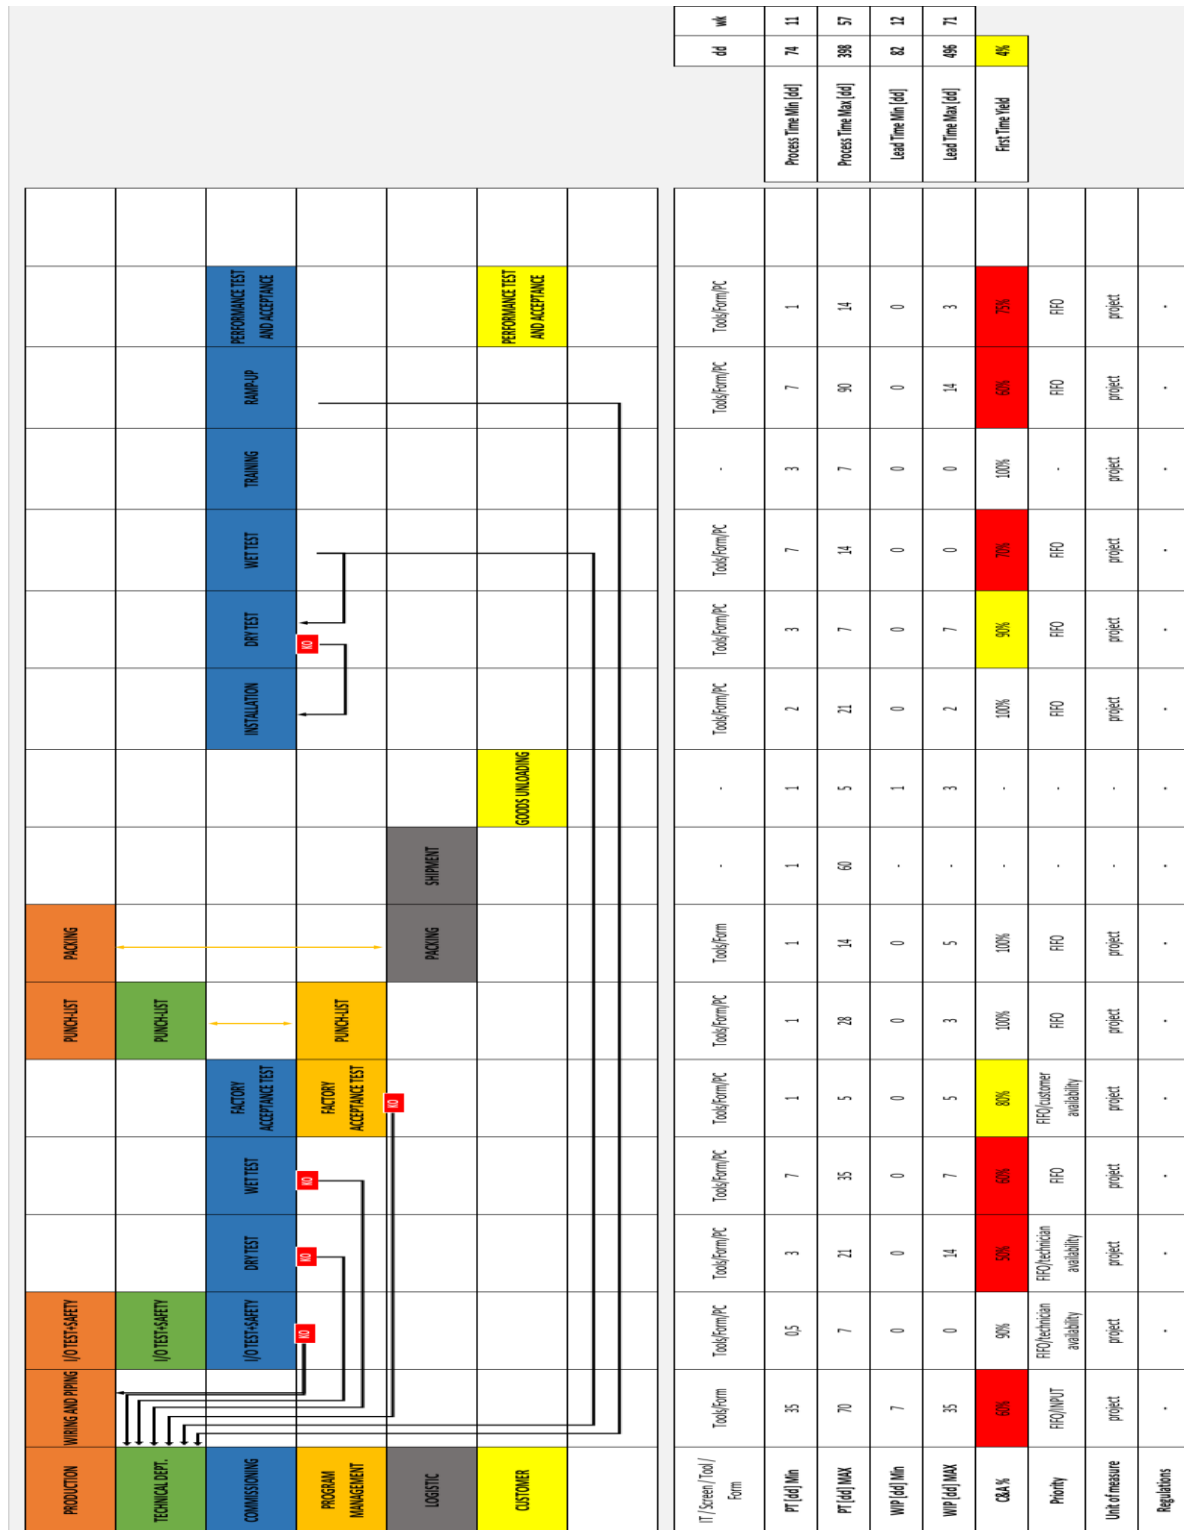 PRODUCTION
WIRING AND PIPING
I/O TEST+SAFETY
PUNCH-LIST
PACKING
TECHNICAL DEPT.
I/O TEST+SAFETY
PUNCH-LIST
COMMISSIONING
I/O TEST+SAFETY
DRY TEST
WET TEST
FACTORY
ACCEPTANCE TEST
INSTALLATION
DRY TEST
WET TEST
TRAINING
RAMP-UP
PERFORMANCE TEST
AND ACCEPTANCE
PROGRAM
MANAGEMENT
KO
KO
KO
FACTORY
ACCEPTANCE TEST
PUNCH-LIST
KO
LOGISTIC
KO
PACKING
SHIPMENT
CUSTOMER
GOODS UNLOADING
PERFORMANCE TEST
AND ACCEPTANCE
IT / Screen / Tool /
Form
Tools/Form
Tools/Form/PC
Tools/Form/PC
Tools/Form/PC
Tools/Form/PC
Tools/Form/PC
Tools/Form
-
-
Tools/Form/PC
Tools/Form/PC
Tools/Form/PC
-
Tools/Form/PC
Tools/Form/PC
dd wk
PT [dd] Min 35 0,5 3 7 1 1 1 1 1 2 3 7 3 7 1
Process Time Min [dd] 74 11
PT [dd] MAX 70 7 21 35 5 28 14 60 5 21 7 14 7 90 14
Process Time Max [dd] 398 57
WIP [dd] Min 7 0 0 0 0 0 0 - 1 0 0 0 0 0 0
Lead Time Min [dd] 82 12
WIP [dd] MAX 35 0 14 7 5 3 5 - 3 2 7 0 0 14 3
Lead Time Max [dd] 496 71
C&A % 60% 90% 50% 60% 80% 100% 100% - - 100% 90% 70% 100% 60% 75%
First Time Yield 4%
Priority
FIFO/INPUT
FIFO/technician
availability
FIFO/technician
availability
FIFO
FIFO/customer
availability
FIFO
FIFO
-
-
FIFO
FIFO
FIFO
-
FIFO
FIFO
Unit of measure project project project project project project project - - project project project project project project
Regulations - - - - - - - - - - - - - - -